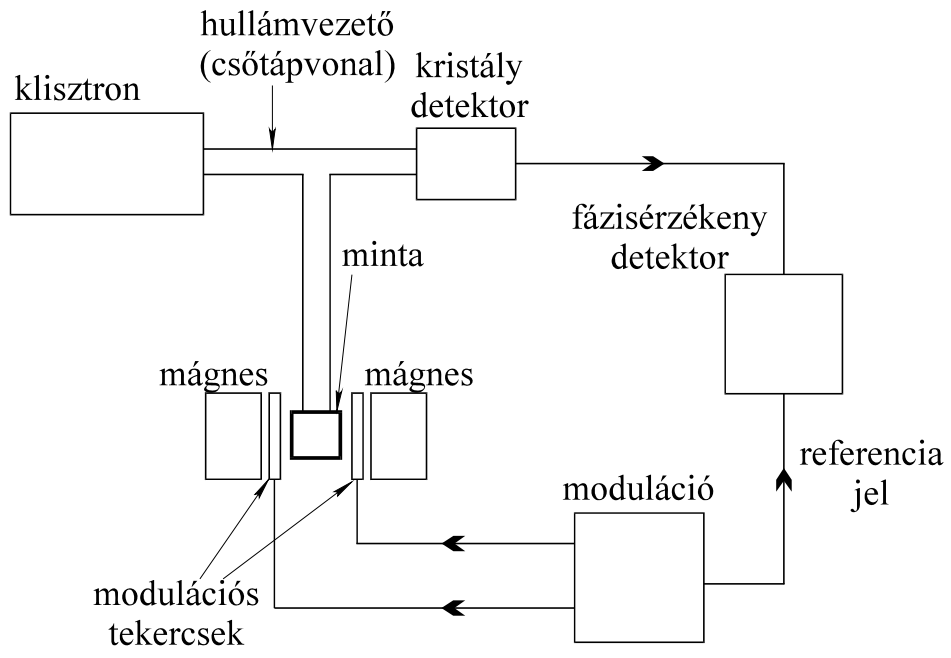 hullámvezető
(csőtápvonal)
klisztron
kristály
detektor
fázisérzékeny
detektor
minta
mágnes
mágnes
referencia
jel
moduláció
modulációs
tekercsek